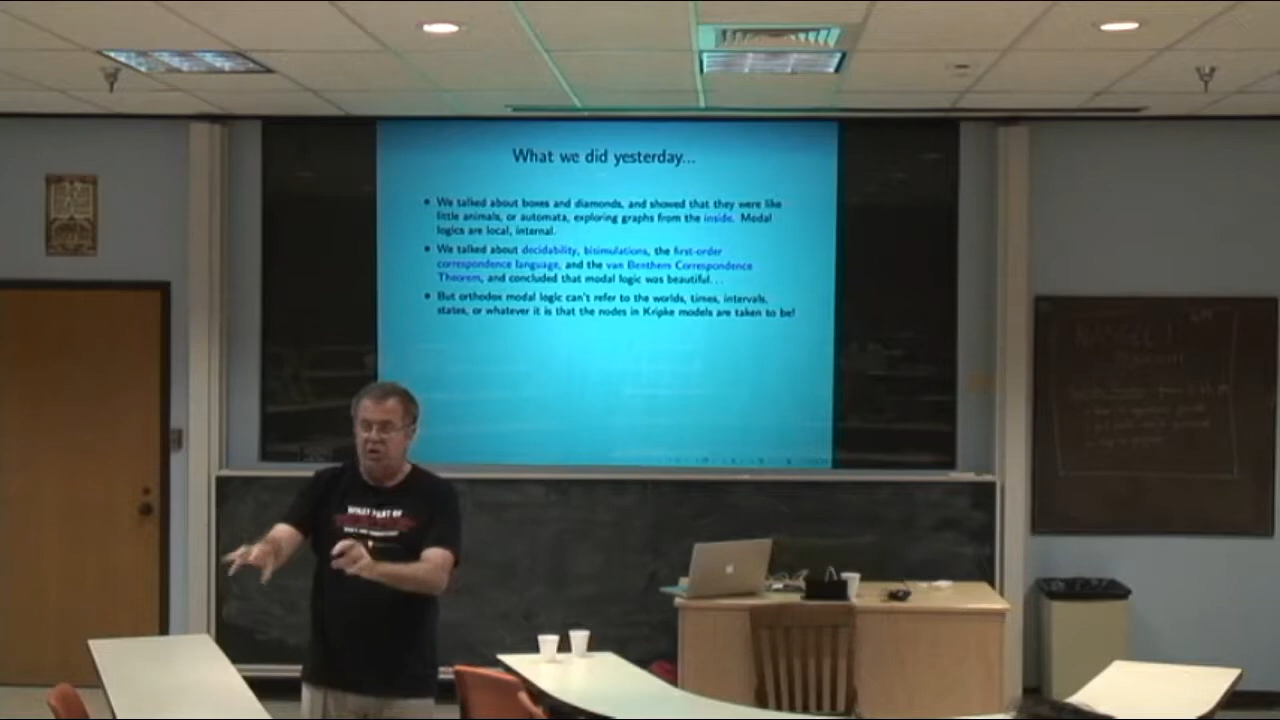 What we did yesterday...
• We talked about boxes and diamonds, and showed that they were like
little animals, or automata, exploring graphs from the inside. Modal
logics are local, internal.
• We talked about decidability, bisimulations, the first-order
correspondence language, and the van Benthem Correspondence
Theorem, and concluded that modal logic was beautiful...
• But orthodox modal logic can't refer to the worlds, times, intervals,
states, or whatever it is that the nodes in Kripke models are taken to be!
WHAT PART OF